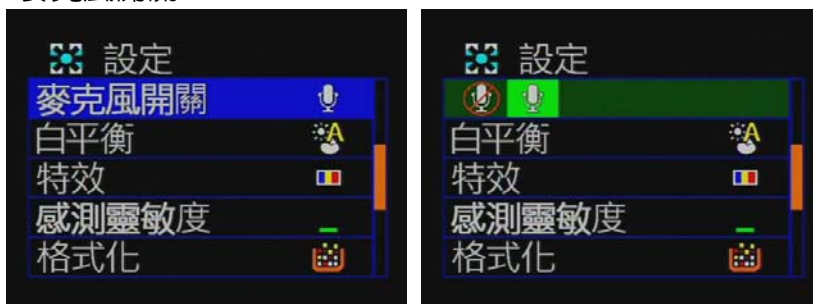 設定
麥克風開關
白平衡
特效
感測靈敏度
格式化
設定
白平衡
特效
感測靈敏度
格式化